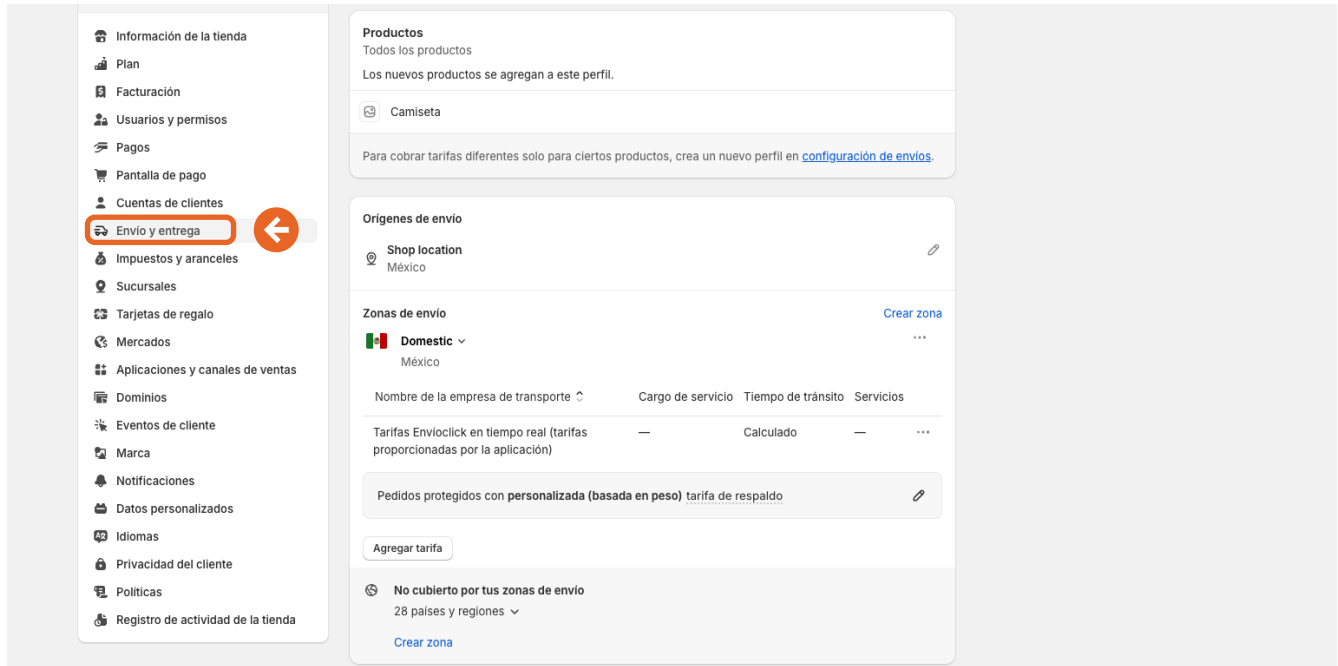 Información de la tienda
Plan
Facturación
Usuarios y permisos
Pagos
Pantalla de pago
Cuentas de clientes
Envío y entrega
Impuestos y aranceles
Sucursales
Tarjetas de regalo
Mercados
Aplicaciones y canales de ventas
Dominios
Eventos de cliente
Marca
Notificaciones
Datos personalizados
Idiomas
Privacidad del cliente
Políticas
Registro de actividad de la tienda
Productos
Todos los productos
Los nuevos productos se agregan a este perfil.
Camiseta
Para cobrar tarifas diferentes solo para ciertos productos, crea un nuevo perfil en configuración de envíos.
Orígenes de envío
Shop location
México
Zonas de envío Crear zona
Domestic
México
Nombre de la empresa de transporte Cargo de servicio Tiempo de tránsito Servicios
Tarifas Envíoclick en tiempo real (tarifas — Calculado —
proporcionadas por la aplicación)
Pedidos protegidos con personalizada (basada en peso) tarifa de respaldo
Agregar tarifa
No cubierto por tus zonas de envío
28 países y regiones
Crear zona